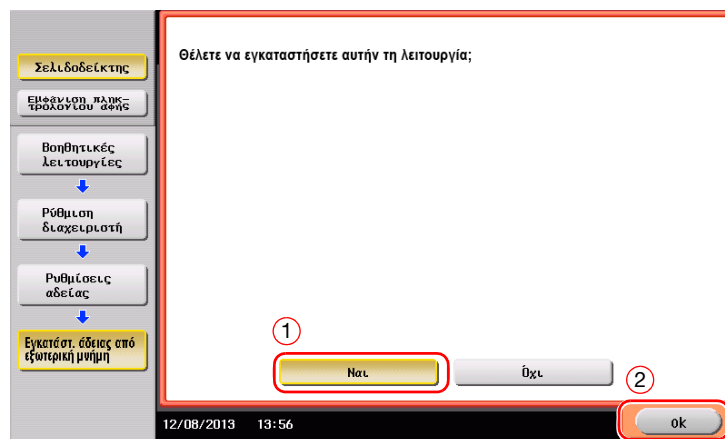 Σελιδοδείκτης
Εμφάνιση πληκ-
τρολογίου αφής
Βοηθητικές
λειτουργίες
Ρύθμιση
διαχειριστή
Ρυθμίσεις
αδείας
Εγκατάστ. άδειας από
εξωτερική μνήμη
Θέλετε να εγκαταστήσετε αυτήν τη λειτουργία;
1
Ναι
Όχι
2
12/08/2013 13:56
Ok